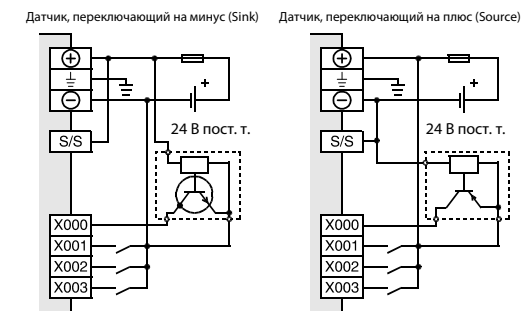 Датчик, переключающий на минус (Sink)
Датчик, переключающий на плюс (Source)
+
24 В пост. т.
S/S
X000
X001
X002
X003
+
24 В пост. т.
S/S
X000
X001
X002
X003